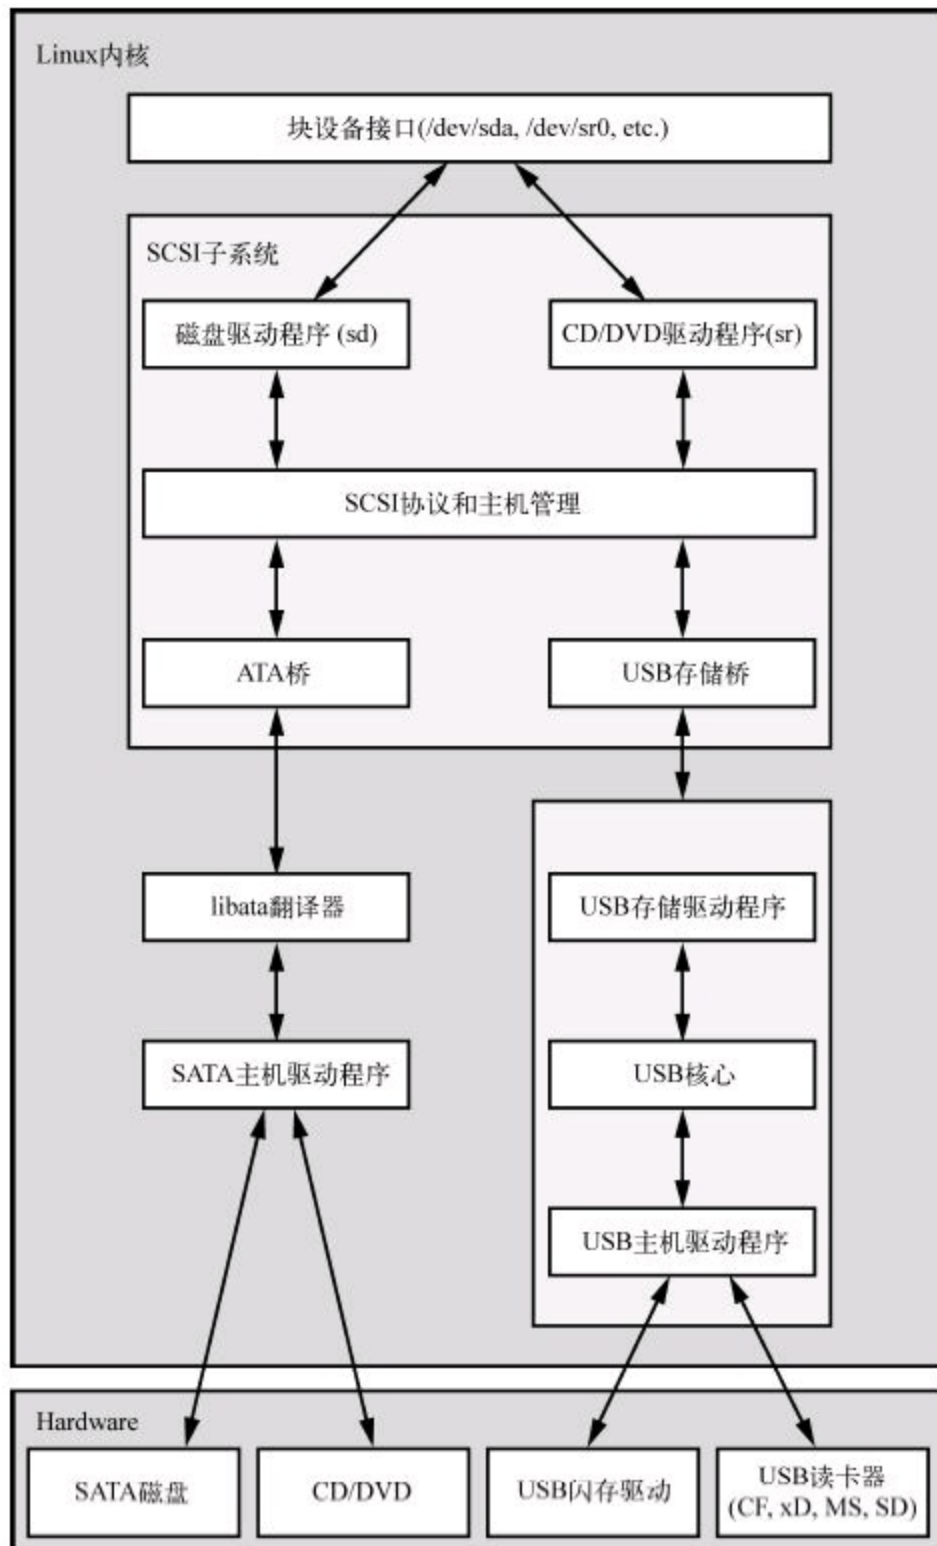 Linux内核
块设备接口(/dev/sda, /dev/sr0, etc.)
SCSI子系统
磁盘驱动程序 (sd)
CD/DVD驱动程序(sr)
SCSI协议和主机管理
ATA桥
USB存储桥
libata翻译器
USB存储驱动程序
SATA主机驱动程序
USB核心
USB主机驱动程序
Hardware
SATA磁盘
CD/DVD
USB闪存驱动
USB读卡器
(CF, xD, MS, SD)